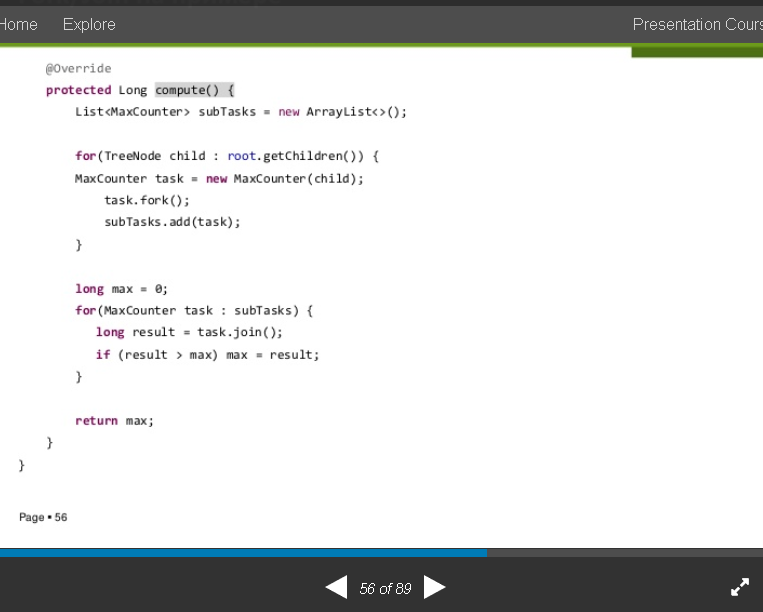 Home Explore Presentation Cour
@Override
protected Long compute() {
List<MaxCounter> subTasks = new ArrayList<>();
for(TreeNode child : root.getChildren()) {
MaxCounter task = new MaxCounter(child);
task.fork();
subTasks.add(task);
}
long max = 0;
for(MaxCounter task : subTasks) {
long result = task.join();
if (result > max) max = result;
}
return max;
}
}
Page ▪ 56
56 of 89